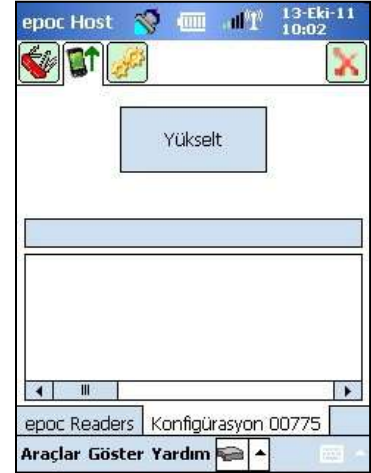 epoc Host
13-Eki-11
10:02
Yükselt
epoc Readers
Konfigürasyon 00775
Araçlar Göster Yardım